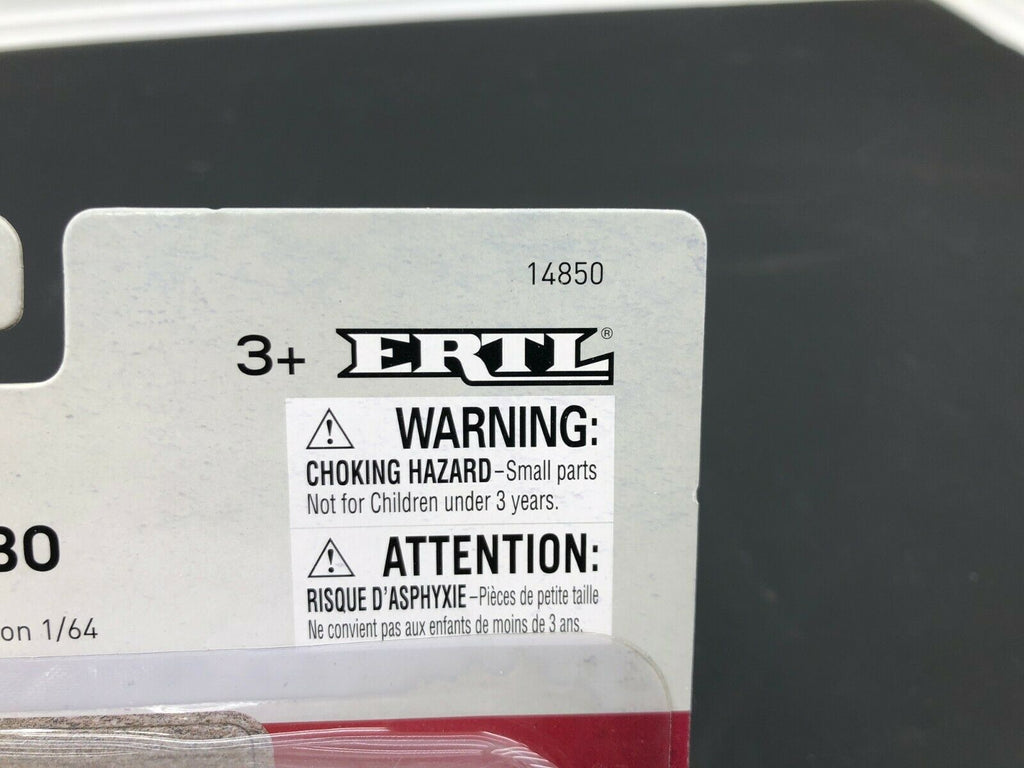 14850
3+ ERTL®
WARNING:
CHOKING HAZARD–Small parts
Not for Children under 3 years.
ATTENTION:
RISQUE D'ASPHYXIE–Pièces de petite taille
Ne convient pas aux enfants de moins de 3 ans.
30
on 1/64